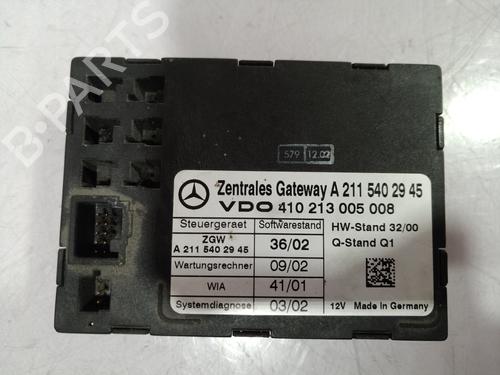 B-PARTS
579 12.02
Zentrales Gateway A 211 540 29 45
VDO 410 213 005 008
Steuergeraet Softwarestand HW-Stand 32/00
ZGW
A 211 540 29 45 36/02 Q-Stand Q1
Wartungsrechner 09/02
WIA 41/01
Systemdiagnose 03/02 12V Made in Germany